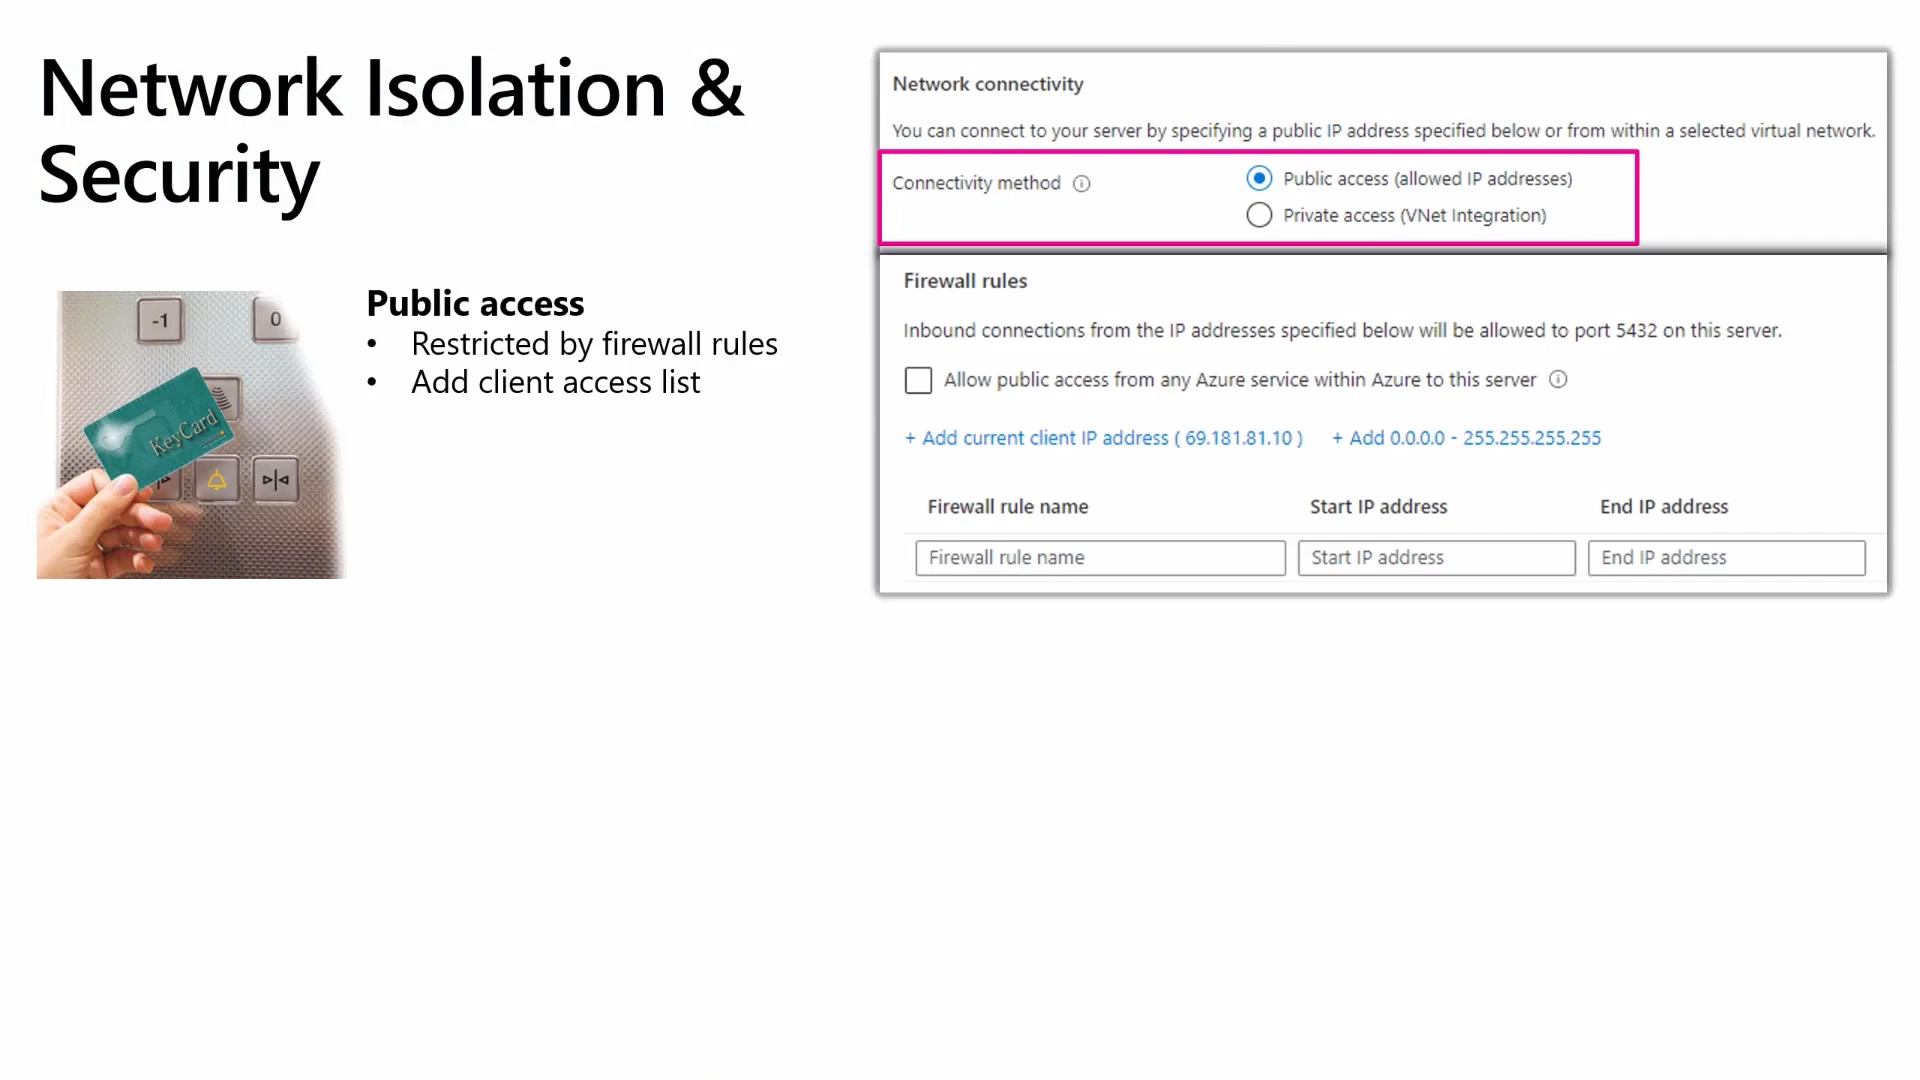 Network Isolation &
Security
-1
0
KeyCard
Public access
• Restricted by firewall rules
• Add client access list
Network connectivity
You can connect to your server by specifying a public IP address specified below or from within a selected virtual network.
Connectivity method
Public access (allowed IP addresses)
Private access (VNet Integration)
Firewall rules
Inbound connections from the IP addresses specified below will be allowed to port 5432 on this server.
Allow public access from any Azure service within Azure to this server
+ Add current client IP address ( 69.181.81.10 ) + Add 0.0.0.0 - 255.255.255.255
Firewall rule name Start IP address End IP address
Firewall rule name Start IP address End IP address